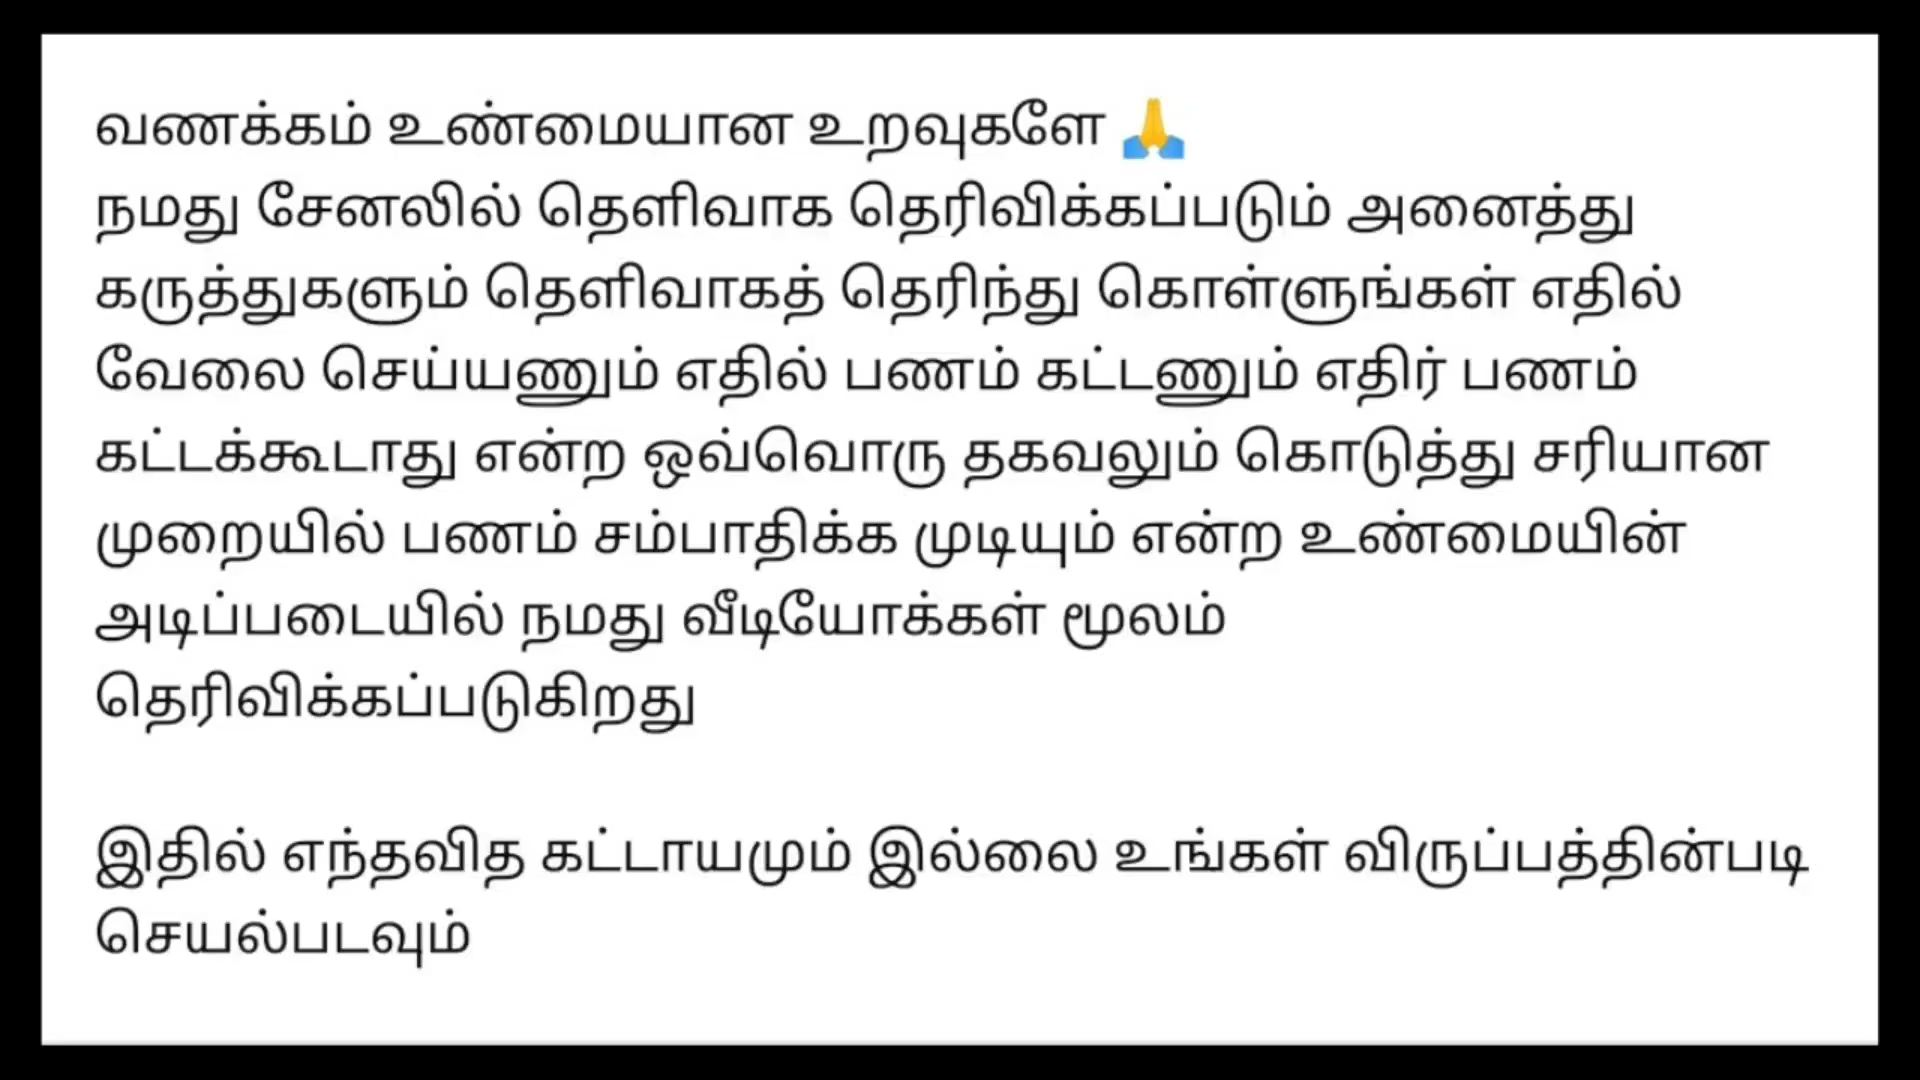 வணக்கம் உண்மையான உறவுகளே 🙏
நமது சேனலில் தெளிவாக தெரிவிக்கப்படும் அனைத்து
கருத்துகளும் தெளிவாகத் தெரிந்து கொள்ளுங்கள் எதில்
வேலை செய்யணும் எதில் பணம் கட்டணும் எதிர் பணம்
கட்டக்கூடாது என்ற ஒவ்வொரு தகவலும் கொடுத்து சரியான
முறையில் பணம் சம்பாதிக்க முடியும் என்ற உண்மையின்
அடிப்படையில் நமது வீடியோக்கள் மூலம்
தெரிவிக்கப்படுகிறது
இதில் எந்தவித கட்டாயமும் இல்லை உங்கள் விருப்பத்தின்படி
செயல்படவும்